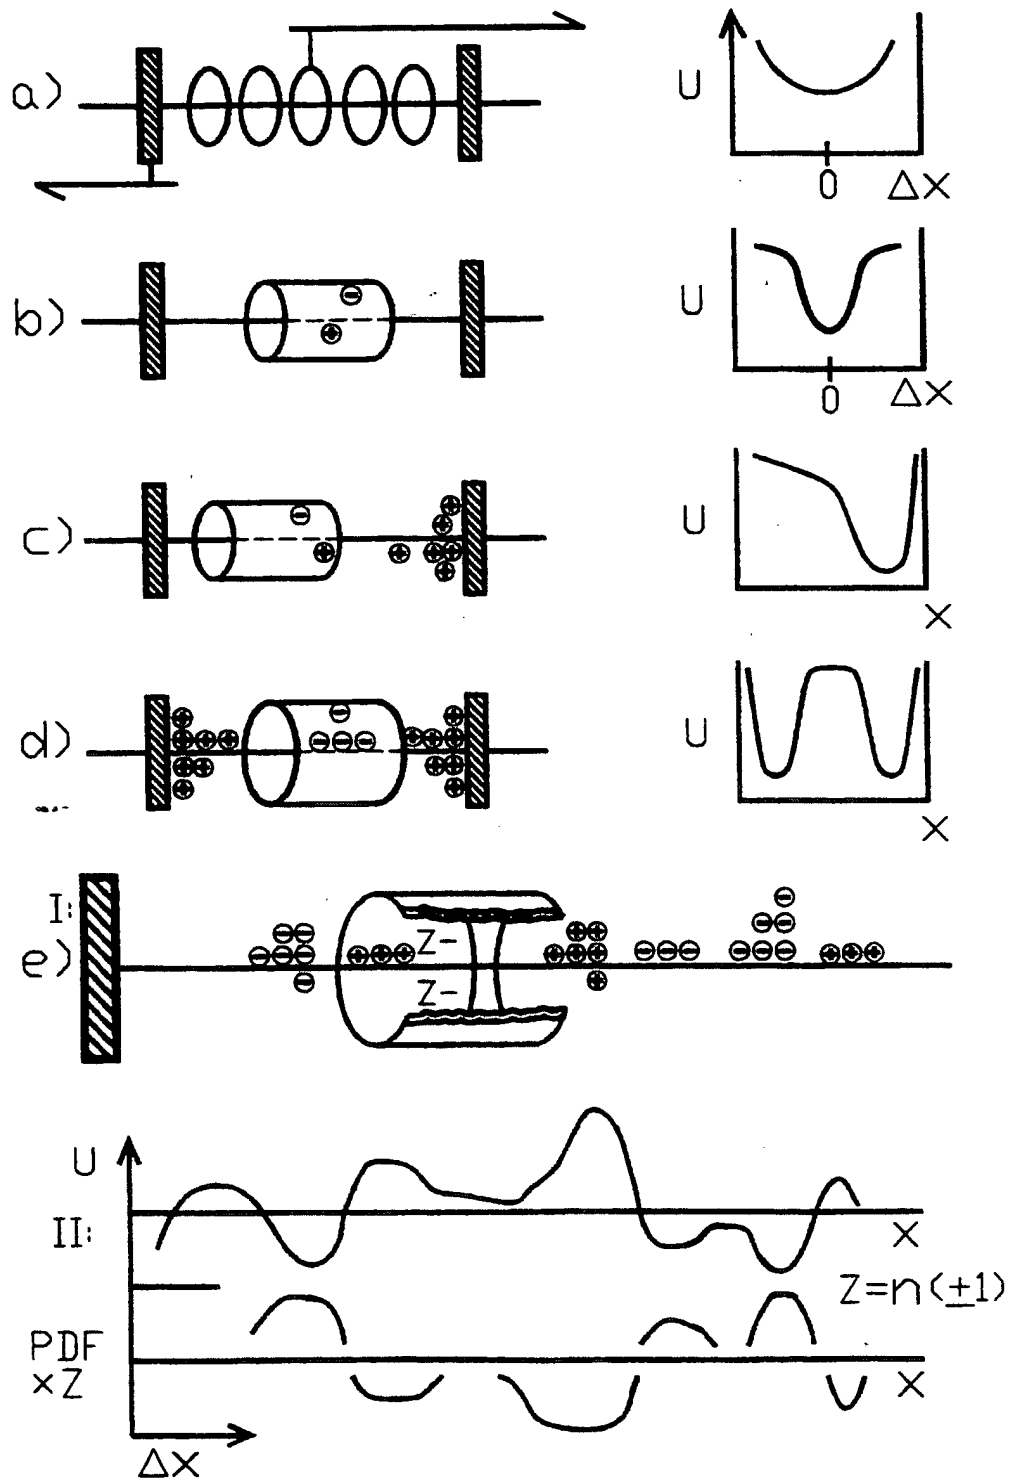 a)
U
0 ΔX
b)
U
0 ΔX
c)
U
X
d)
U
X
I:
e)
Z-
Z-
U
II:
X
Z=n(±1)
PDF
×Z
X
ΔX